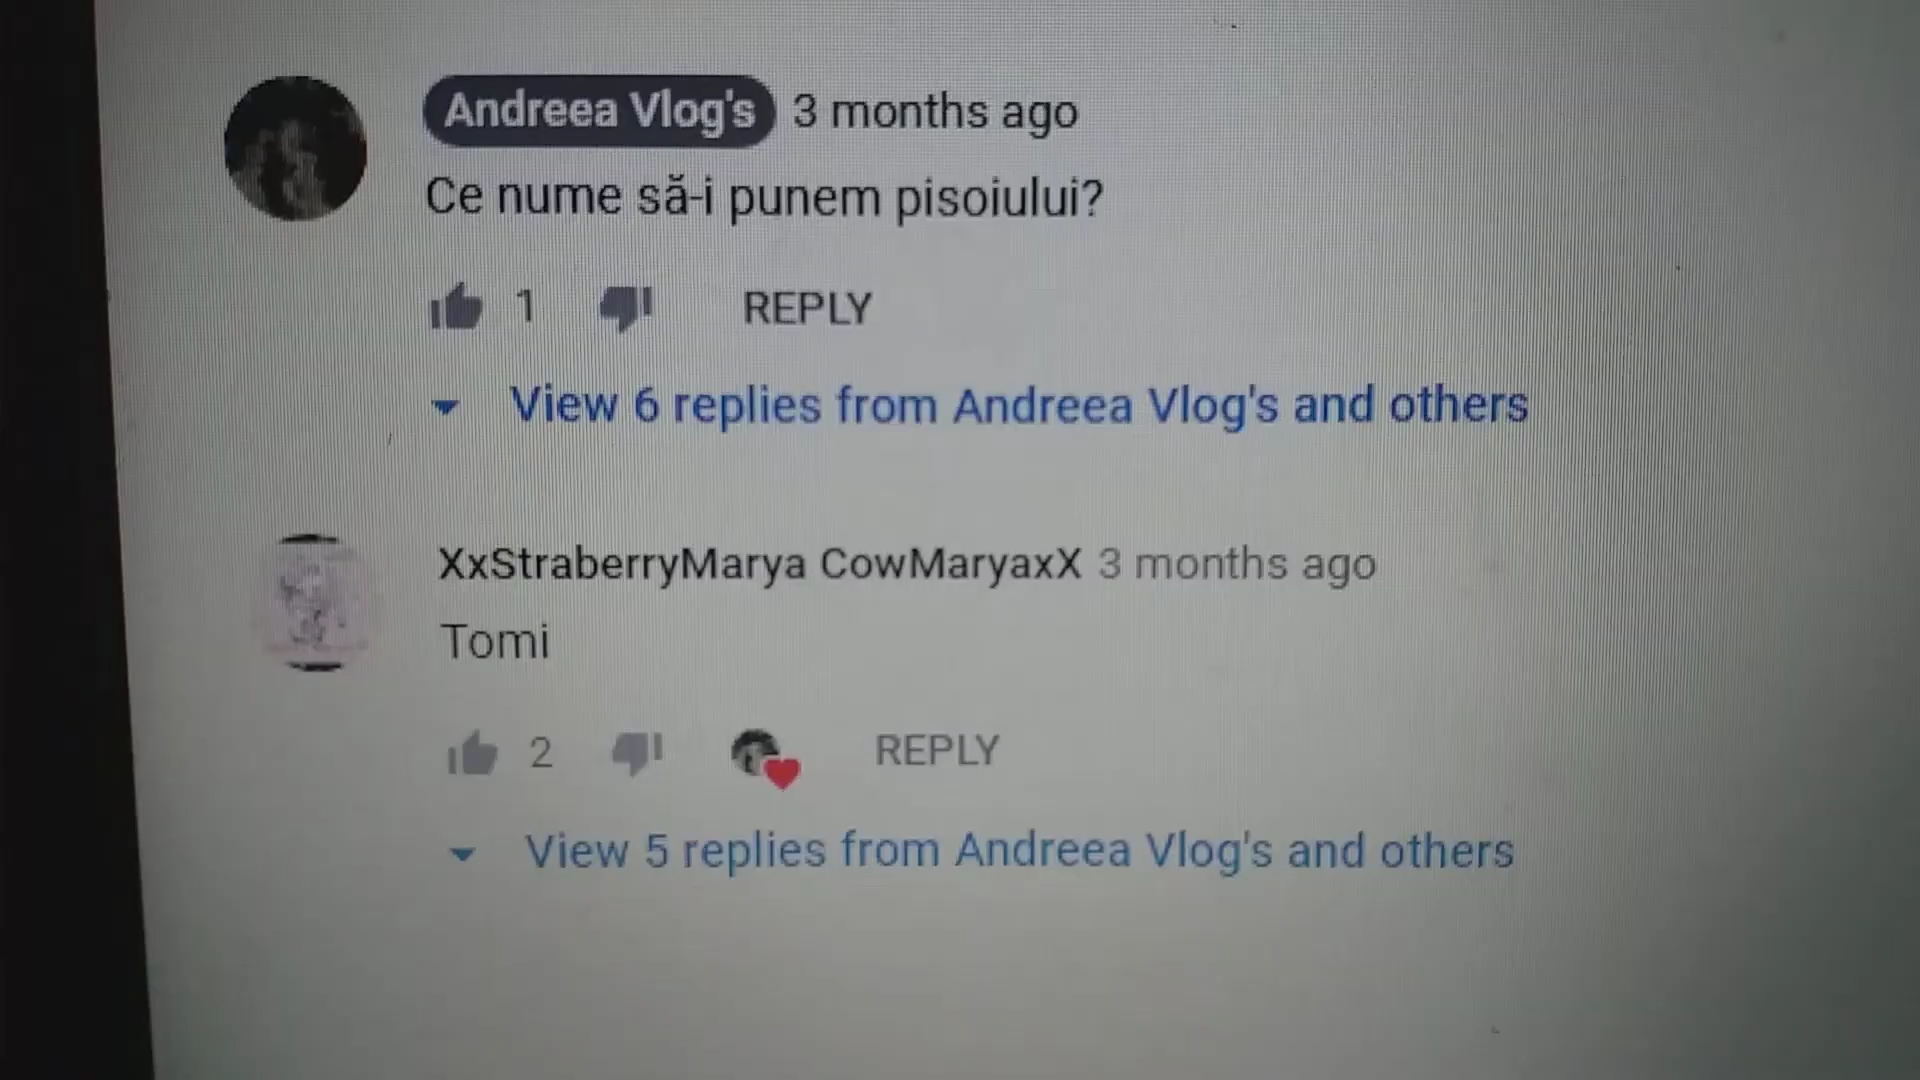 Andreea Vlog's 3 months ago
Ce nume să-i punem pisoiului?
1 REPLY
View 6 replies from Andreea Vlog's and others
XxStraberryMarya CowMaryaxX 3 months ago
Tomi
2 REPLY
View 5 replies from Andreea Vlog's and others